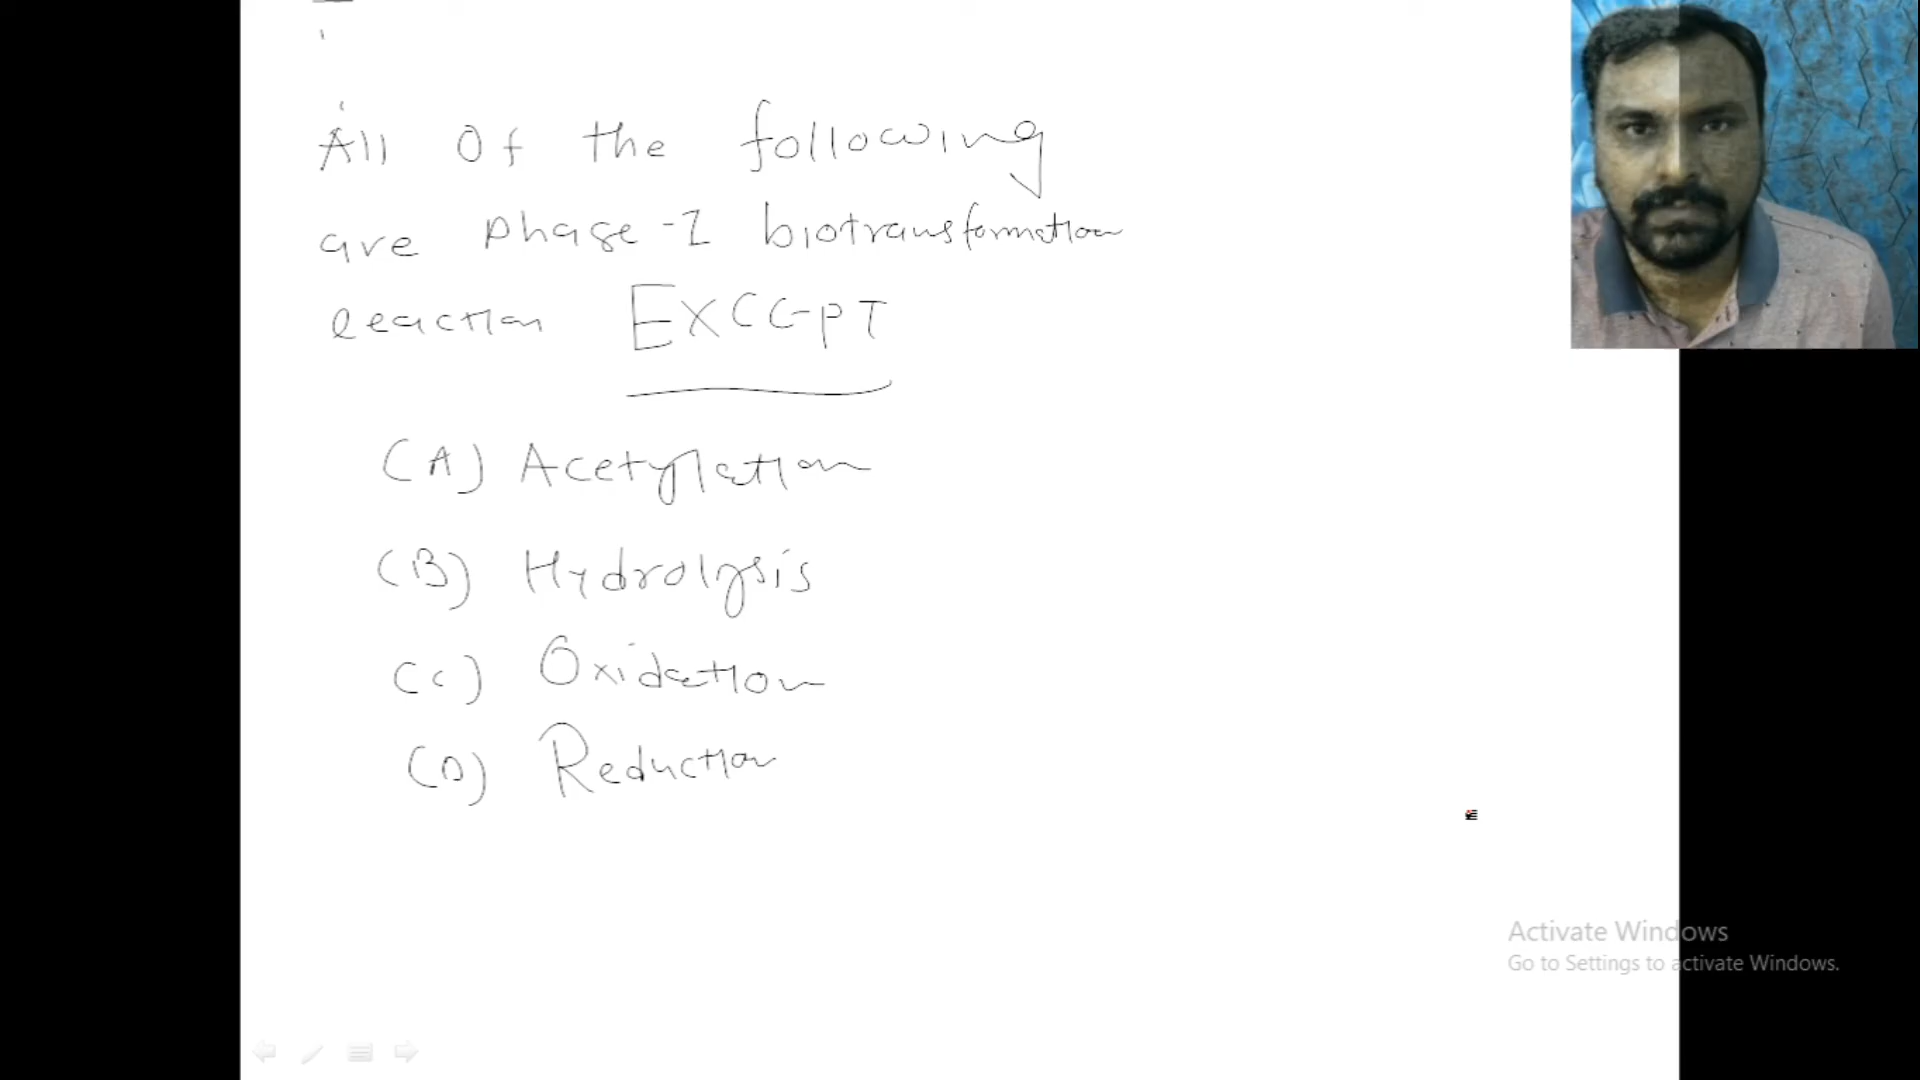 All Of the following
are phase-I biotransformation
reaction EXCEPT
(A) Acetylation
(B) Hydrolysis
(C) Oxidation
(D) Reduction
Activate Windows
Go to Settings to activate Windows.